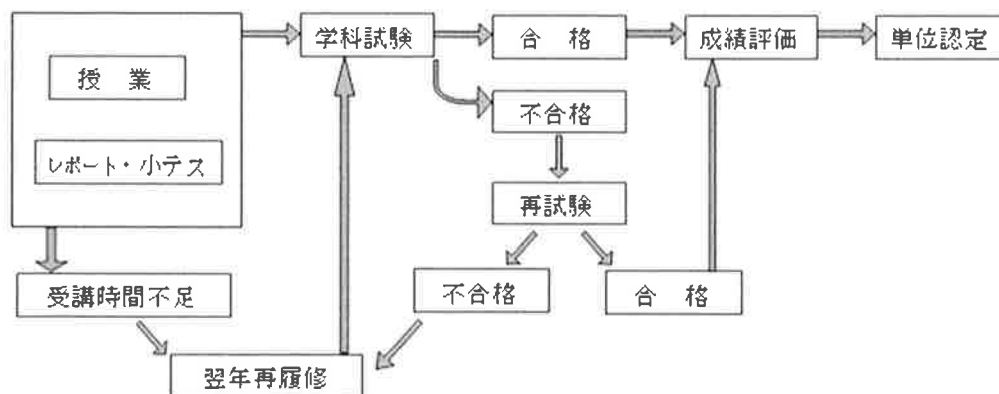 学科試験
合 格
成績評価
単位認定
授 業
不合格
レポート・小テス
再試験
受講時間不足
不合格
合 格
翌年再履修